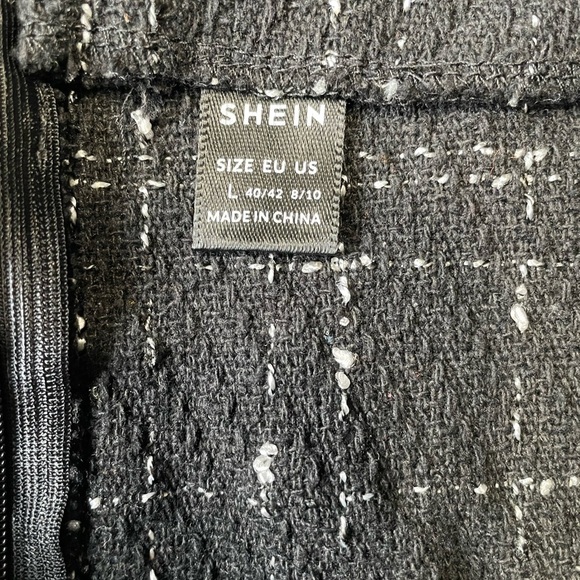 SHEIN
SIZE EU US
L 40/42 8/10
MADE IN CHINA